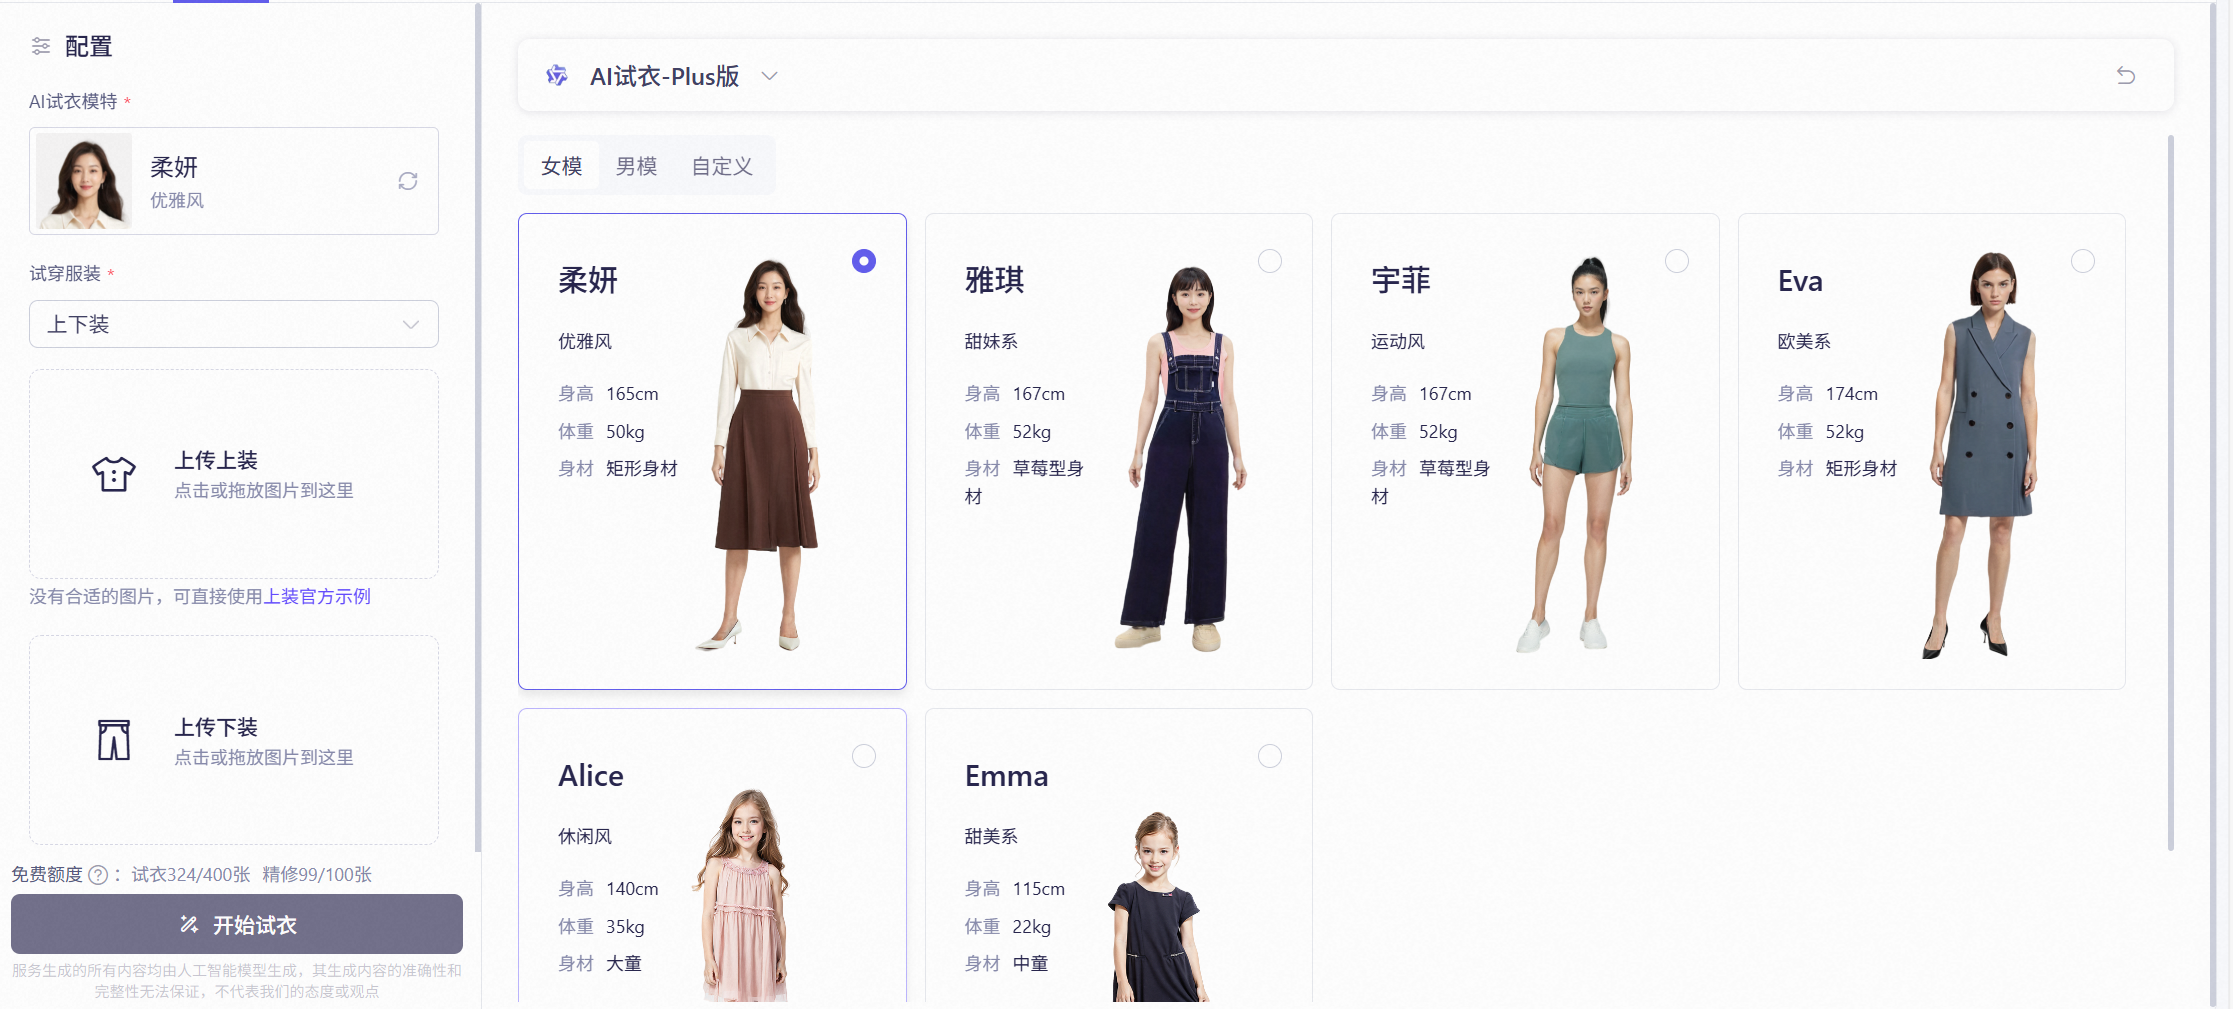 配置
AI试衣模特 *
柔妍
优雅风
试穿服装 *
上下装
上传上装
点击或拖放图片到这里
没有合适的图片，可直接使用上装官方示例
上传下装
点击或拖放图片到这里
免费额度 ? ： 试衣324/400张 精修99/100张
开始试衣
服务生成的所有内容均由人工智能模型生成，其生成内容的准确性和
完整性无法保证，不代表我们的态度或观点
AI试衣-Plus版
女模 男模 自定义
柔妍
优雅风
身高 165cm
体重 50kg
身材 矩形身材
雅琪
甜妹系
身高 167cm
体重 52kg
身材 草莓型身
材
宇菲
运动风
身高 167cm
体重 52kg
身材 草莓型身
材
Eva
欧美系
身高 174cm
体重 52kg
身材 矩形身材
Alice
休闲风
身高 140cm
体重 35kg
身材 大童
Emma
甜美系
身高 115cm
体重 22kg
身材 中童